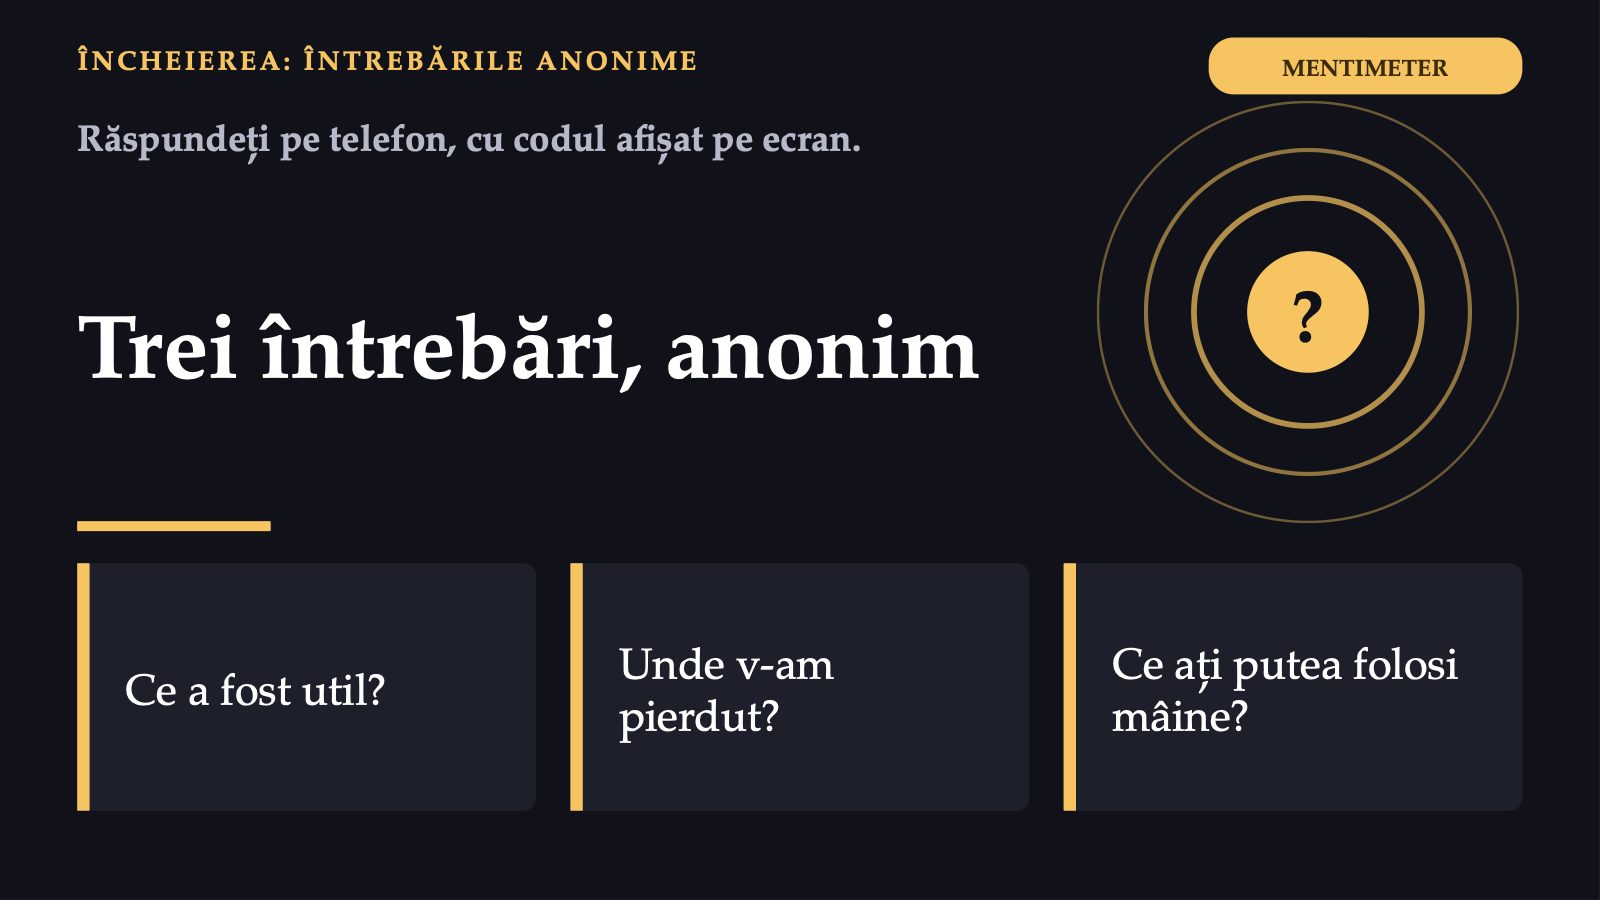 ÎNCHEIEREA: ÎNTREBĂRILE ANONIME
MENTIMETER
Răspundeți pe telefon, cu codul afișat pe ecran.
?
Trei întrebări, anonim
Ce a fost util?
Unde v-am
pierdut?
Ce ați putea folosi
mâine?